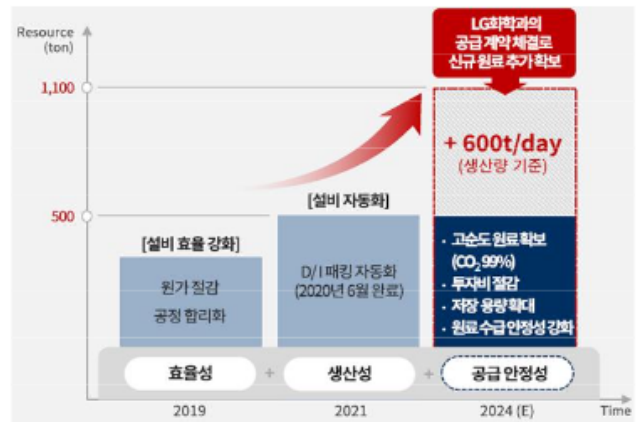 Resource
(ton)
LG화학과의
공급 계약 체결로
신규 원료 추가 확보
1,100
+ 600t/day
(생산량 기준)
500
[설비 자동화]
[설비 효율 강화]
원가 절감
공정 합리화
D/I 패킹 자동화
(2020년 6월 완료)
· 고순도 원료 확보
(CO₂ 99%)
· 투자비 절감
· 저장 용량 확대
· 원료 수급 안정성 강화
효율성 + 생산성 + 공급 안정성
2019 2021 2024 (E) Time